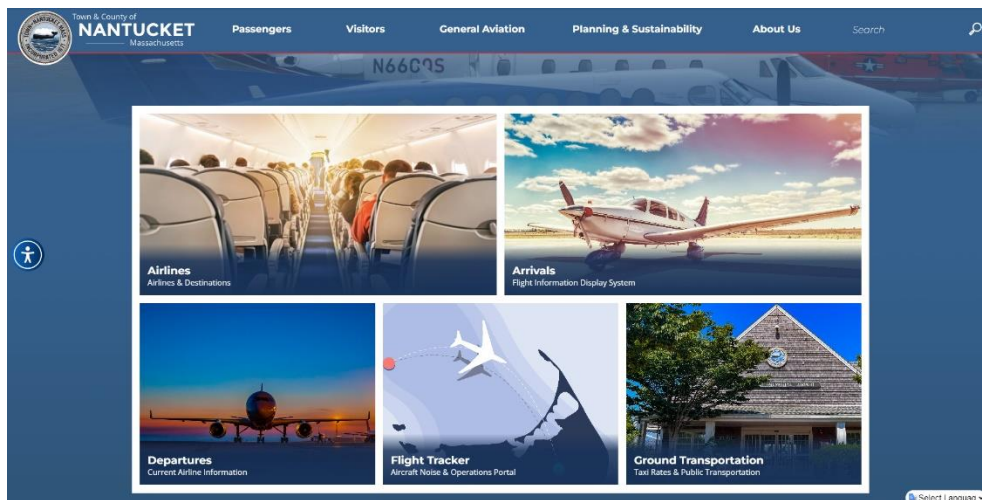 Town & County of
NANTUCKET
Massachusetts
Passengers
Visitors
General Aviation
Planning & Sustainability
About Us
Search
Airlines
Airlines & Destinations
Arrivals
Flight Information Display System
Departures
Current Airline Information
Flight Tracker
Aircraft Noise & Operations Portal
Ground Transportation
Taxi Rates & Public Transportation
Select Languag